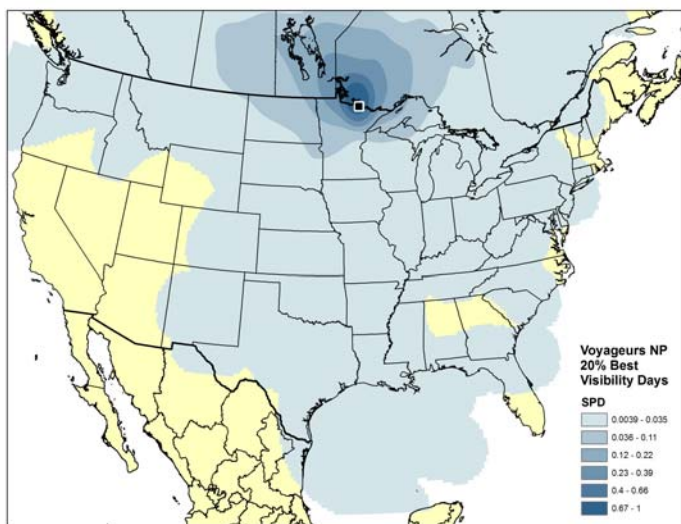 Voyageurs NP
20% Best
Visibility Days
SPD
0.0039 - 0.035
0.036 - 0.11
0.12 - 0.22
0.23 - 0.39
0.4 - 0.66
0.67 - 1